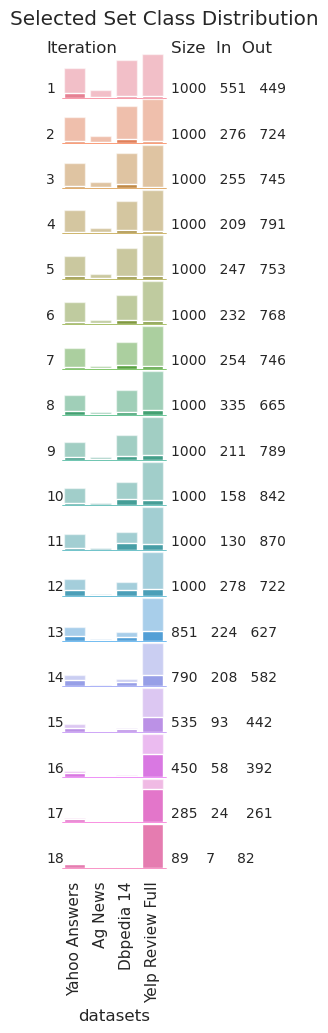 Selected Set Class Distribution
Iteration Size In Out
1 1000 551 449
2 1000 276 724
3 1000 255 745
4 1000 209 791
5 1000 247 753
6 1000 232 768
7 1000 254 746
8 1000 335 665
9 1000 211 789
10 1000 158 842
11 1000 130 870
12 1000 278 722
13 851 224 627
14 790 208 582
15 535 93 442
16 450 58 392
17 285 24 261
18 89 7 82
Yahoo Answers
Ag News
Dbpedia 14
Yelp Review Full
datasets